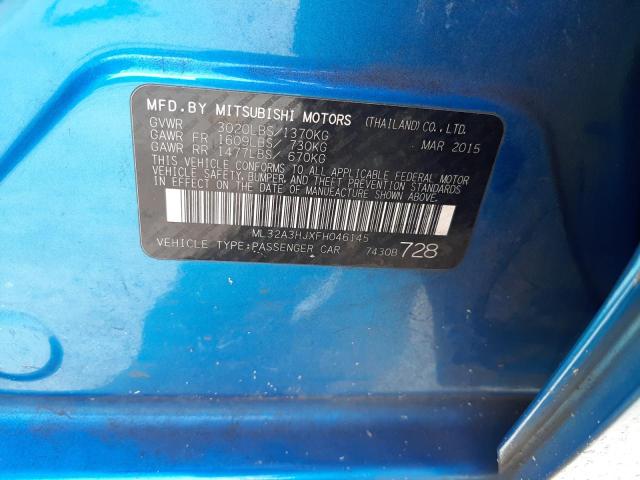 MFD.BY MITSUBISHI MOTORS (THAILAND) CO., LTD.
GVWR 3020LBS/1370KG MAR 2015
GAWR FR 1609LBS/ 730KG
GAWR RR 1477LBS/ 670KG
THIS VEHICLE CONFORMS TO ALL APPLICABLE FEDERAL MOTOR
VEHICLE SAFETY, BUMPER, AND THEFT PREVENTION STANDARDS
IN EFFECT ON THE DATE OF MANUFACTURE SHOWN ABOVE.
ML32A3HJXFH046145
VEHICLE TYPE:PASSENGER CAR 7430B 728